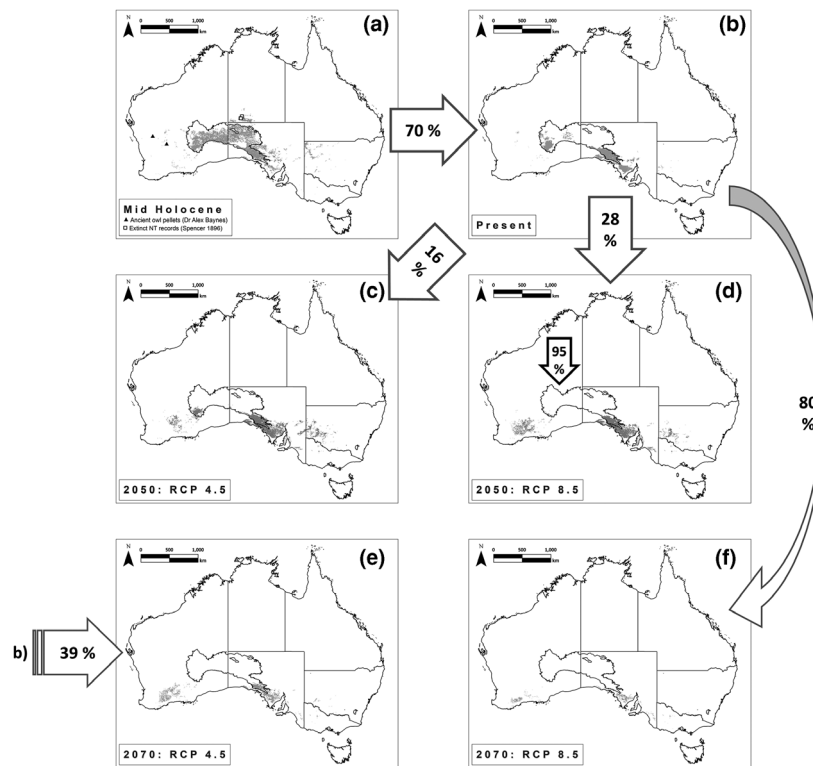 (a)
N
0 500 1,000
km
Mid Holocene
▲ Ancient owl pellets (Dr Alex Baynes)
□ Extinct NT records (Spencer 1896)
70 %
(b)
N
0 500 1,000
km
Present
16
%
28
%
80
%
(c)
N
0 500 1,000
km
2050: RCP 4.5
(d)
N
0 500 1,000
km
95
%
2050: RCP 8.5
b)
39 %
(e)
N
0 500 1,000
km
2070: RCP 4.5
(f)
N
0 500 1,000
km
2070: RCP 8.5